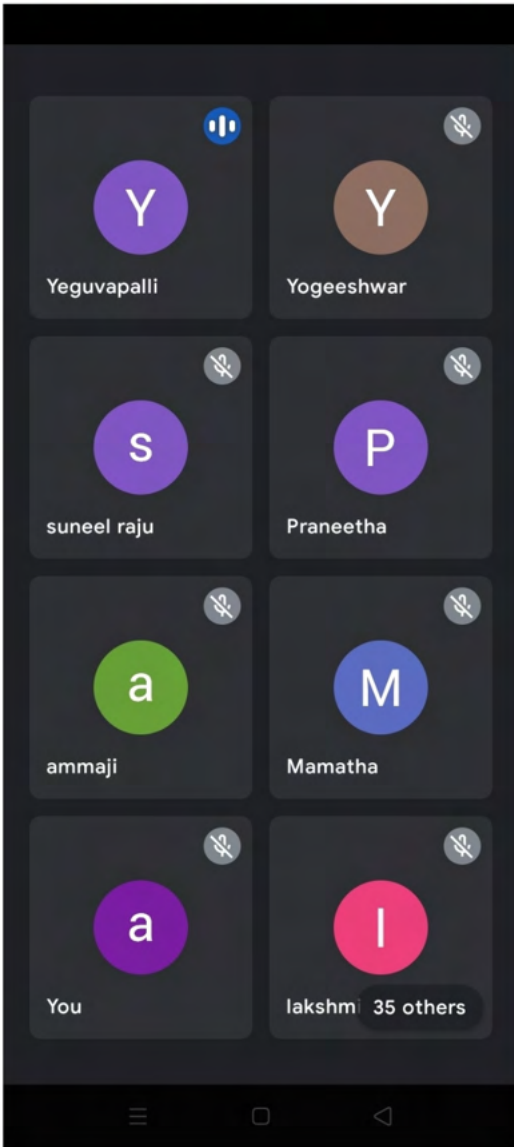 Y
Y
Yeguvapalli
Yogeeshwar
s
P
suneel raju
Praneetha
a
M
ammaji
Mamatha
a
l
You
lakshmi 35 others